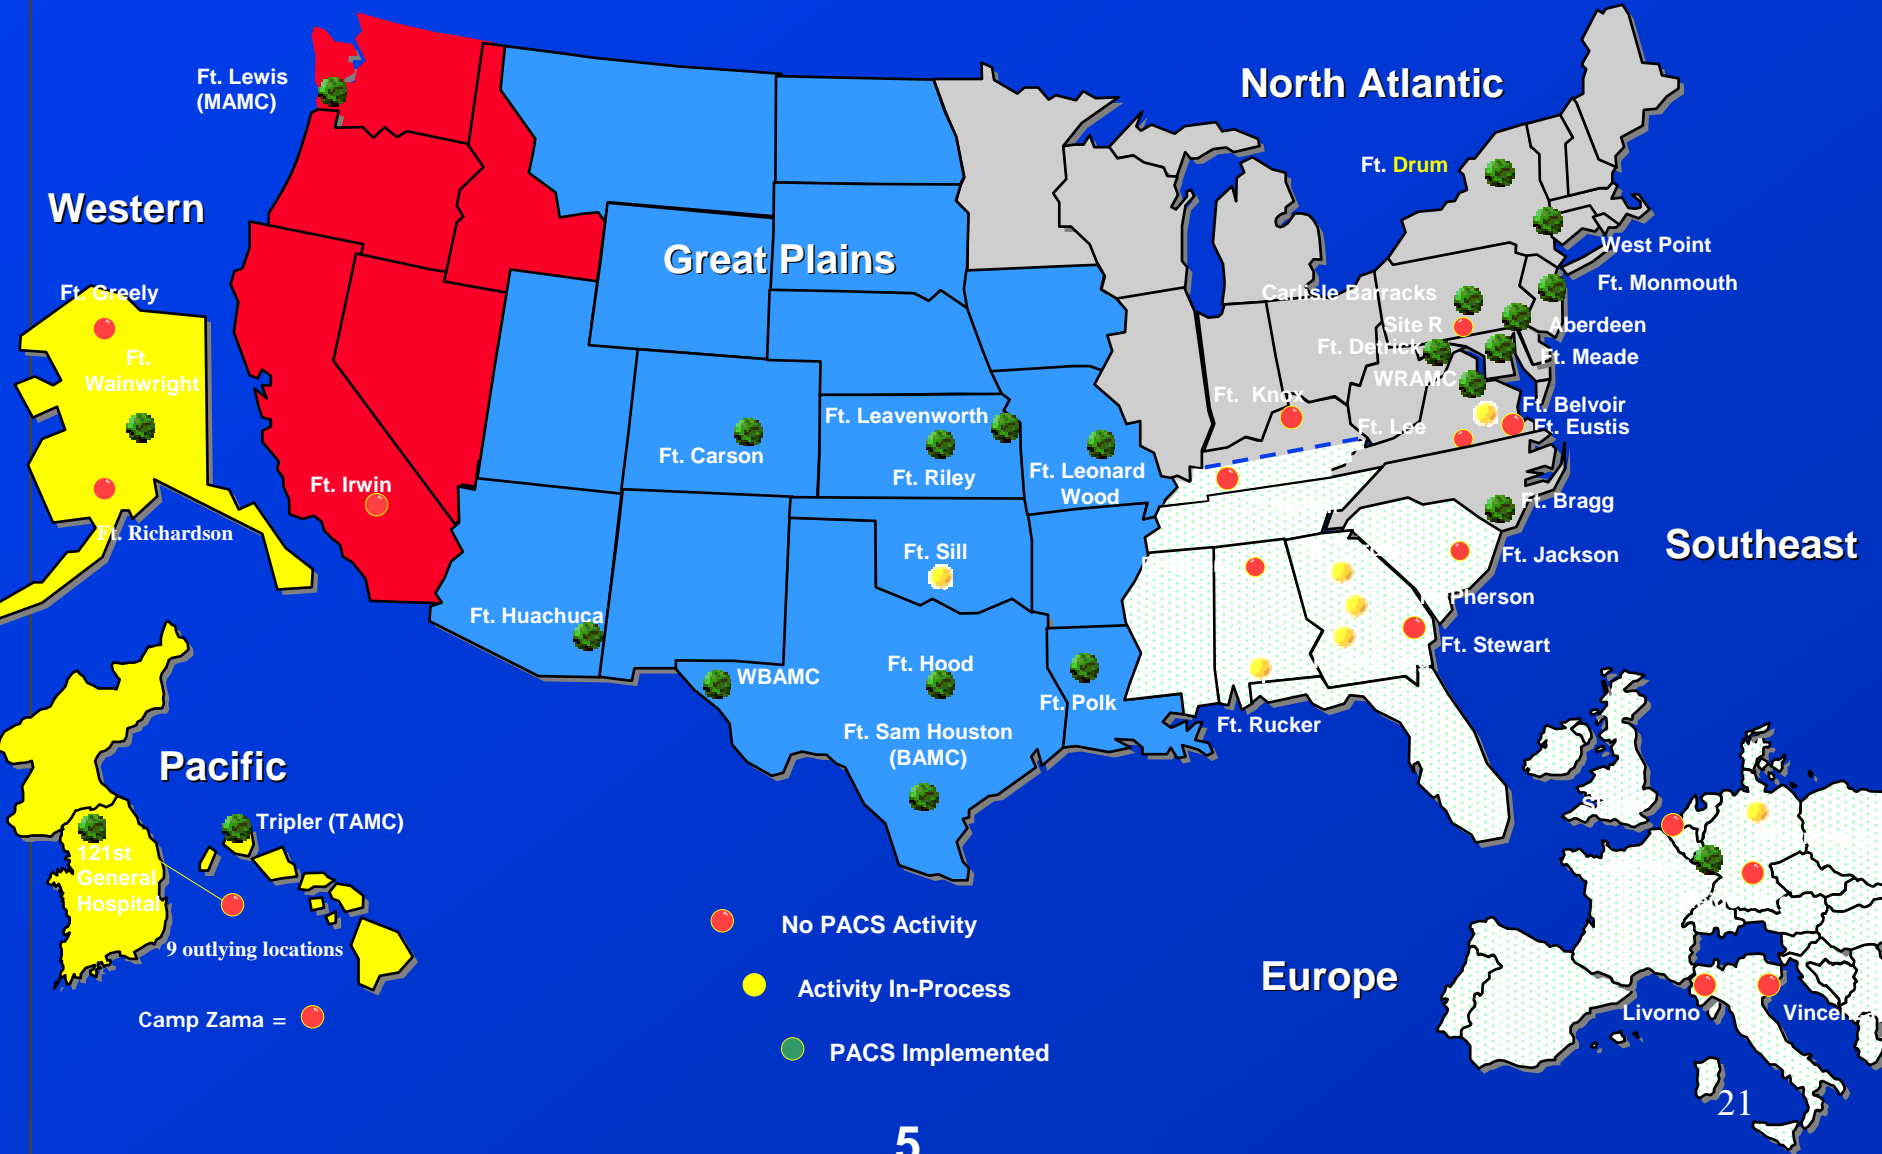 North Atlantic
Ft. Lewis
(MAMC)
Ft. Drum
Western
West Point
Great Plains
Ft. Monmouth
Ft. Greely
Carlisle Barracks
Site R
Aberdeen
Ft. Detrick
Ft. Meade
Ft.
Wainwright
WRAMC
Ft. Knox
Ft. Belvoir
Ft. Leavenworth
Ft. Lee
Ft. Eustis
Ft. Carson
Ft. Riley
Ft. Leonard
Wood
Ft. Irwin
Ft. Bragg
Ft. Richardson
Southeast
Ft. Sill
Ft. Jackson
Pherson
Ft. Huachuca
Ft. Stewart
Ft. Hood
WBAMC
Ft. Polk
Ft. Rucker
Ft. Sam Houston
(BAMC)
Pacific
Tripler (TAMC)
121st
General
Hospital
9 outlying locations
No PACS Activity
Europe
Activity In-Process
Camp Zama =
Livorno
PACS Implemented
21
5